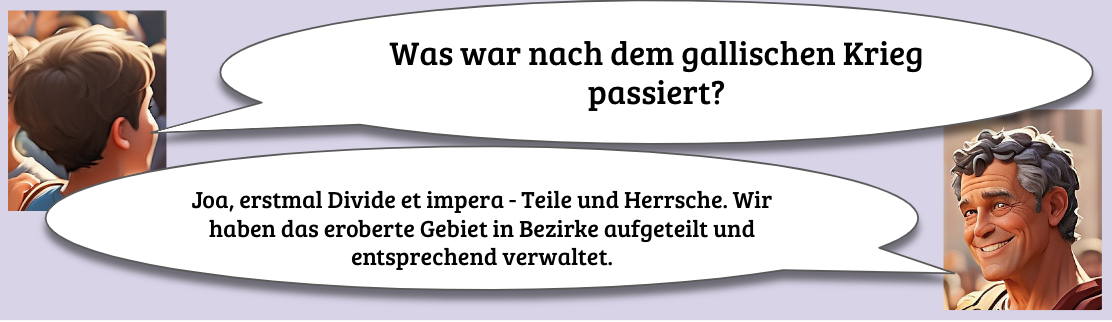 Was war nach dem gallischen Krieg
passiert?
Joa, erstmal Divide et impera - Teile und Herrsche. Wir
haben das eroberte Gebiet in Bezirke aufgeteilt und
entsprechend verwaltet.